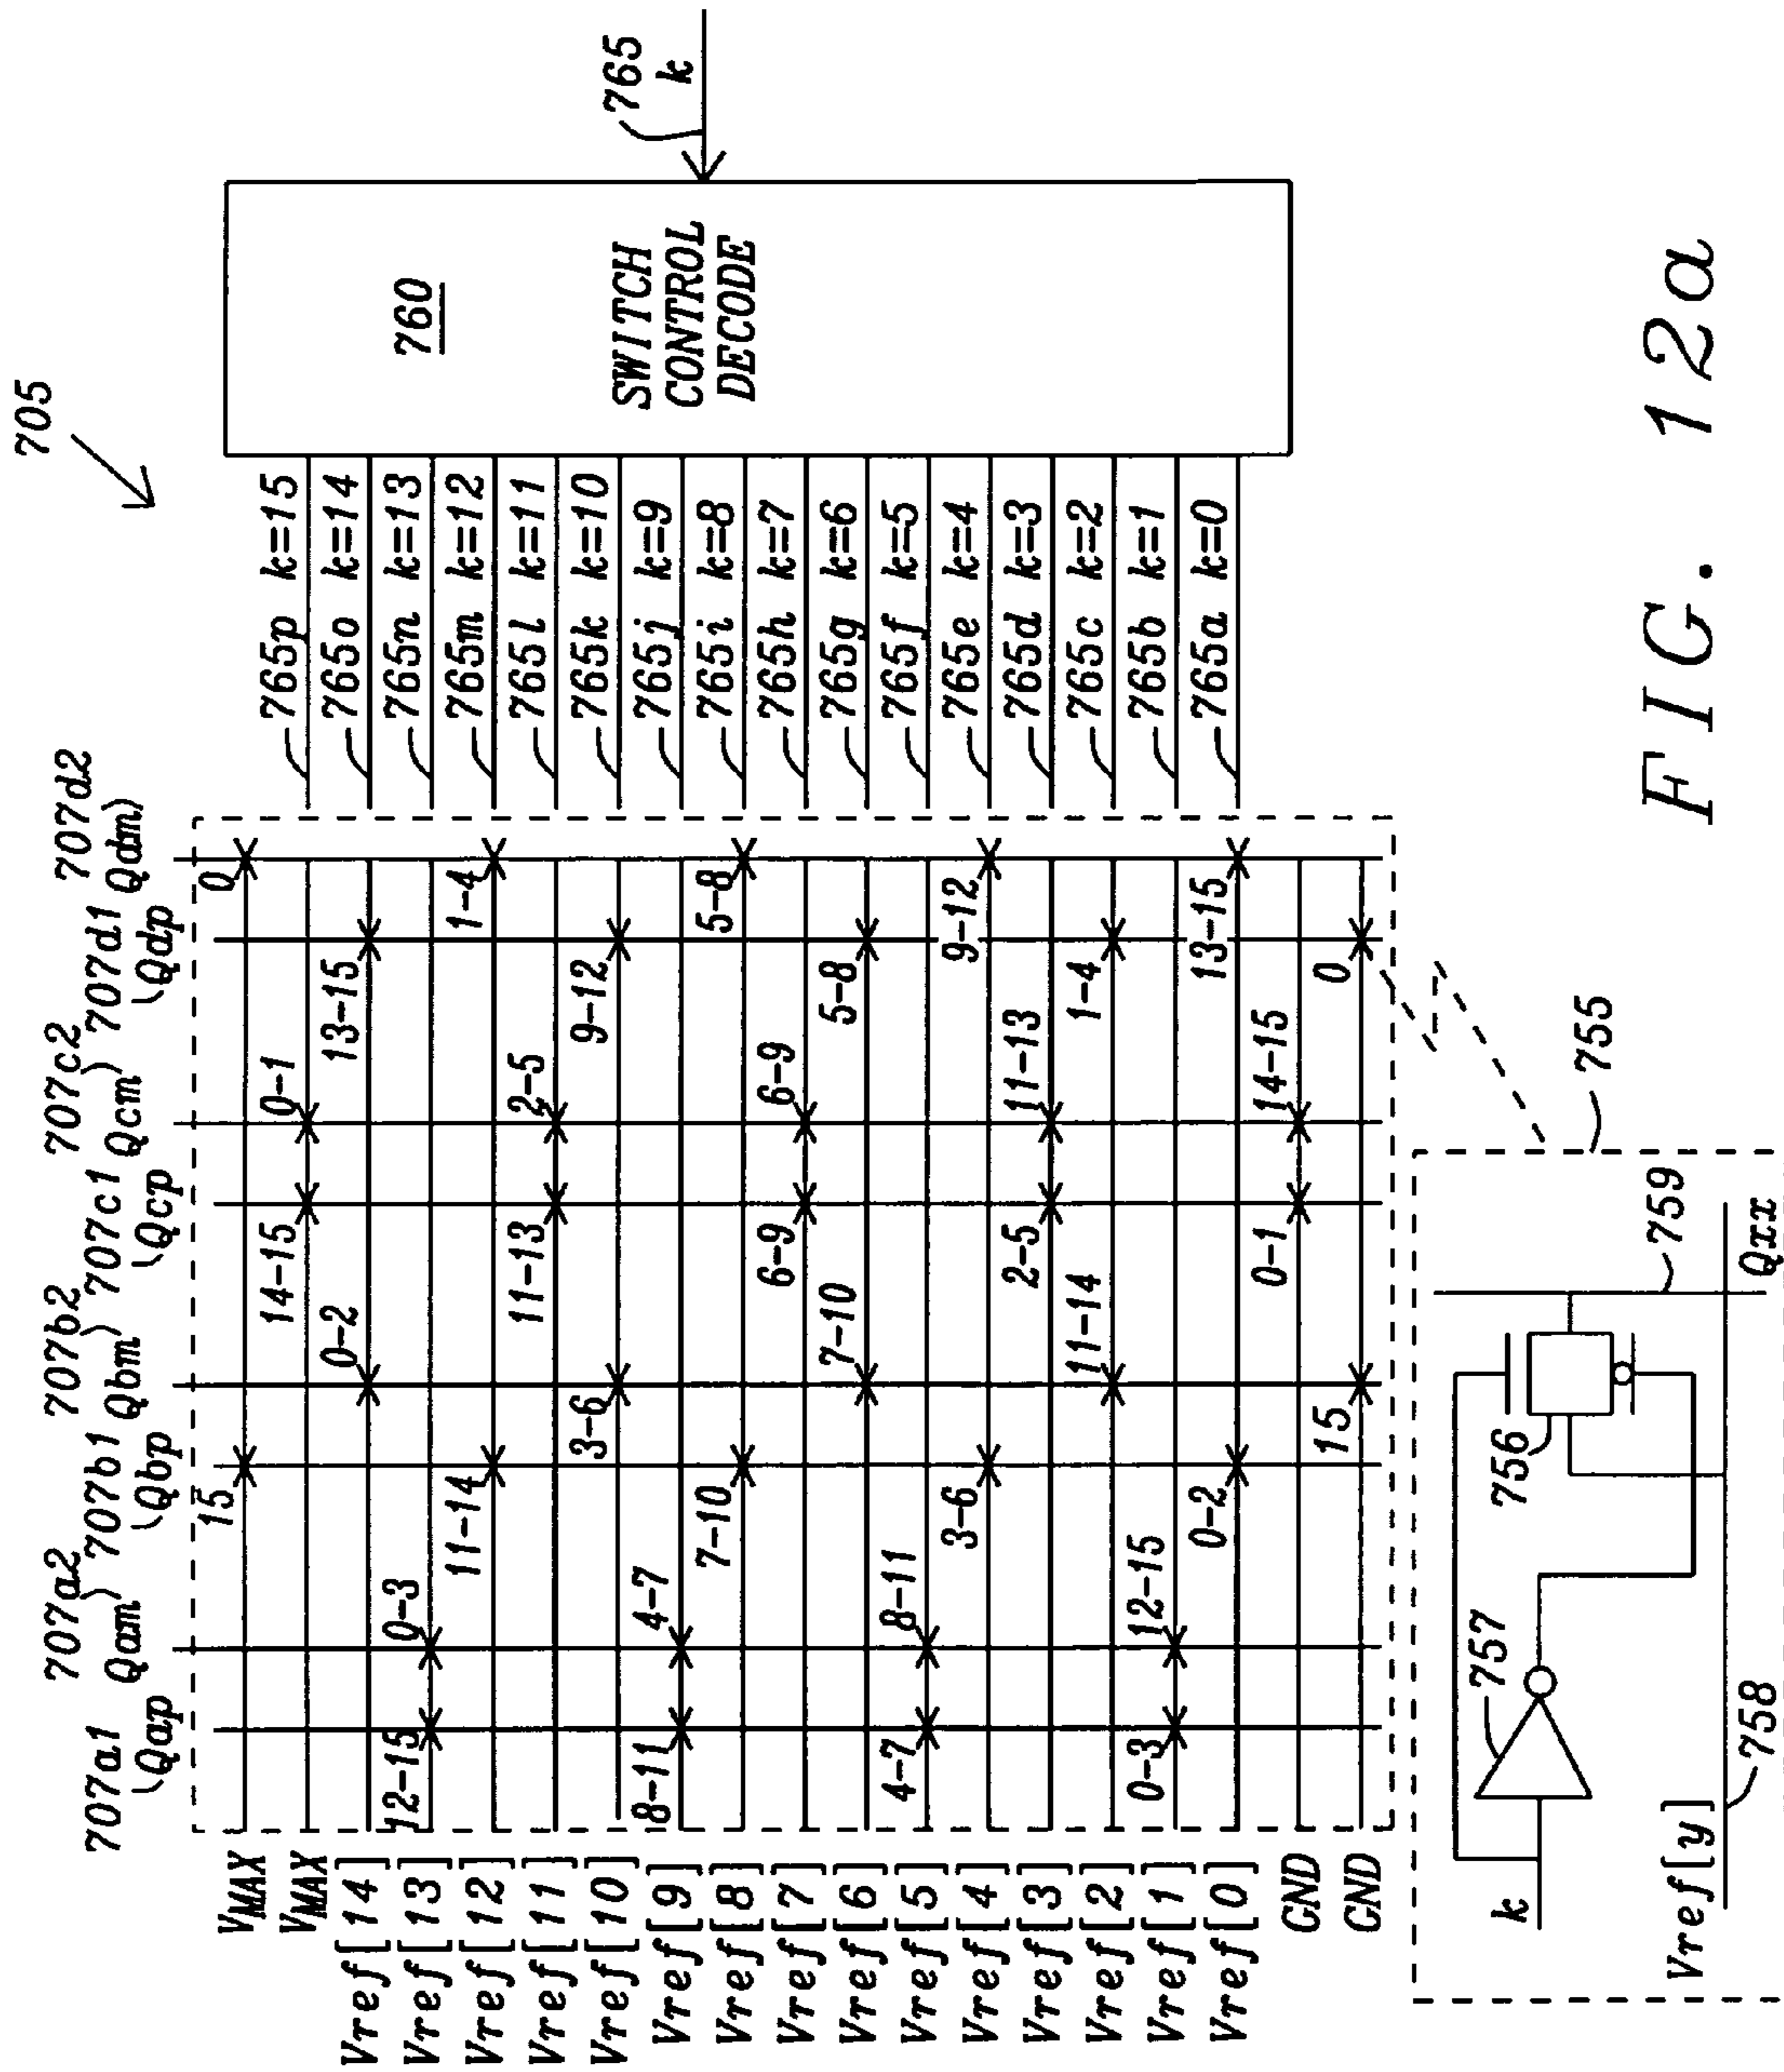 705
707a1
(Qap
707a2
Qam)
707b1
(Qbp
707b2
Qbm)
707c1
(Qcp
707c2
Qcm)
707d1
(Qdp
707d2
Qdm)
VMAX
VMAX
Vref[14]
Vref[13]
Vref[12]
Vref[11]
Vref[10]
Vref[9]
Vref[8]
Vref[7]
Vref[6]
Vref[5]
Vref[4]
Vref[3]
Vref[2]
Vref[1]
Vref[0]
GND
GND
15
0
14-15
0-1
0-2
13-15
12-15
0-3
11-14
1-4
11-13
2-5
3-6
9-12
8-11
4-7
7-10
5-8
6-9
6-9
7-10
5-8
4-7
8-11
3-6
9-12
2-5
11-13
11-14
1-4
0-3
12-15
0-2
13-15
0-1
14-15
15
0
765p k=15
765o k=14
765n k=13
765m k=12
765l k=11
765k k=10
765j k=9
765i k=8
765h k=7
765g k=6
765f k=5
765e k=4
765d k=3
765c k=2
765b k=1
765a k=0
760
SWITCH
CONTROL
DECODE
765
k
755
k
757
756
759
Vref[y]
758
Qxx
FIG. 12a